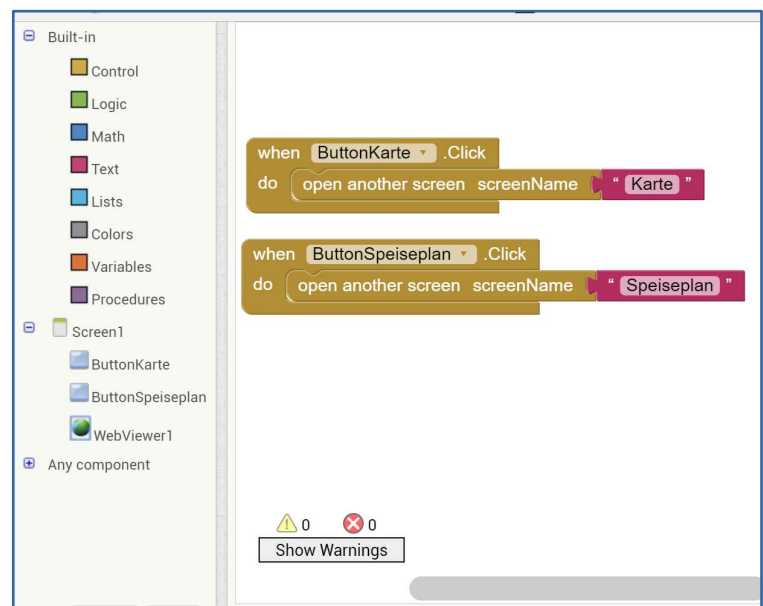 Built-in
Control
Logic
Math
Text
Lists
Colors
Variables
Procedures
Screen1
ButtonKarte
ButtonSpeiseplan
WebViewer1
Any component
when ButtonKarte .Click
do open another screen screenName " Karte "
when ButtonSpeiseplan .Click
do open another screen screenName " Speiseplan "
0 0
Show Warnings